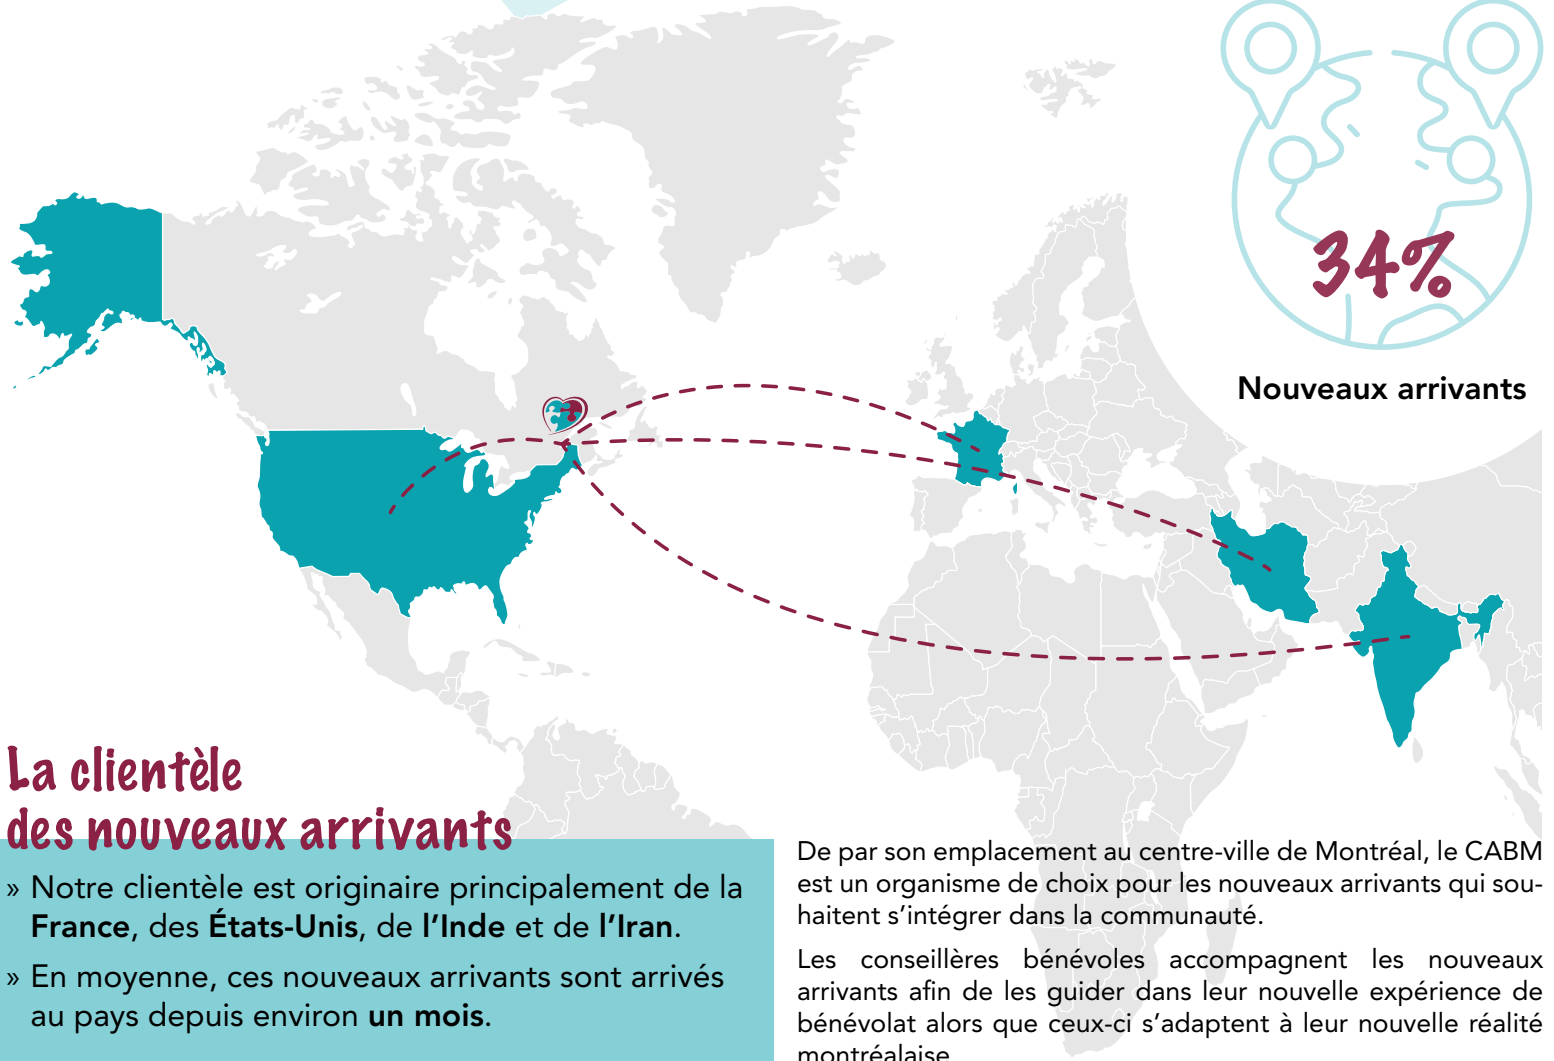 34%
Nouveaux arrivants
La clientèle
des nouveaux arrivants
» Notre clientèle est originaire principalement de la
France, des États-Unis, de l’Inde et de l’Iran.
» En moyenne, ces nouveaux arrivants sont arrivés
au pays depuis environ un mois.
De par son emplacement au centre-ville de Montréal, le CABM
est un organisme de choix pour les nouveaux arrivants qui sou-
haitent s’intégrer dans la communauté.
Les conseillères bénévoles accompagnent les nouveaux
arrivants afin de les guider dans leur nouvelle expérience de
bénévolat alors que ceux-ci s’adaptent à leur nouvelle réalité
montréalaise